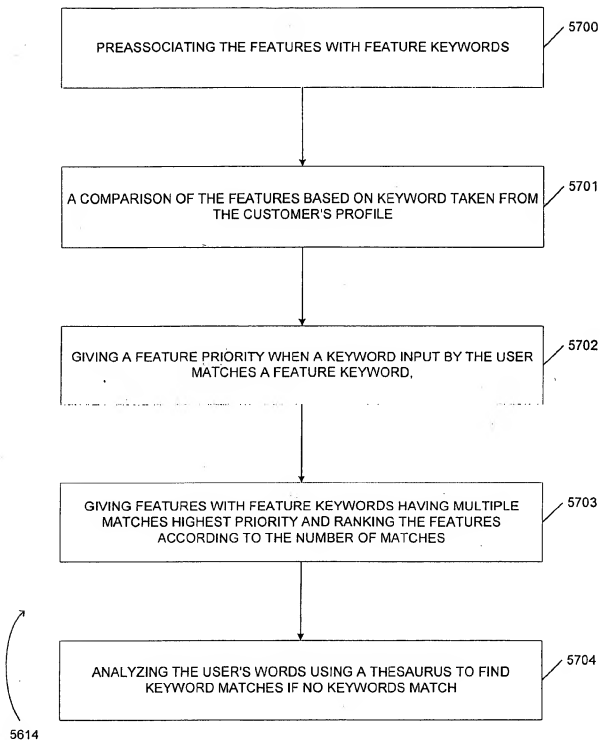 PREASSOCIATING THE FEATURES WITH FEATURE KEYWORDS
5700
A COMPARISON OF THE FEATURES BASED ON KEYWORD TAKEN FROM
THE CUSTOMER'S PROFILE
5701
GIVING A FEATURE PRIORITY WHEN A KEYWORD INPUT BY THE USER
MATCHES A FEATURE KEYWORD,
5702
GIVING FEATURES WITH FEATURE KEYWORDS HAVING MULTIPLE
MATCHES HIGHEST PRIORITY AND RANKING THE FEATURES
ACCORDING TO THE NUMBER OF MATCHES
5703
ANALYZING THE USER'S WORDS USING A THESAURUS TO FIND
KEYWORD MATCHES IF NO KEYWORDS MATCH
5704
5614